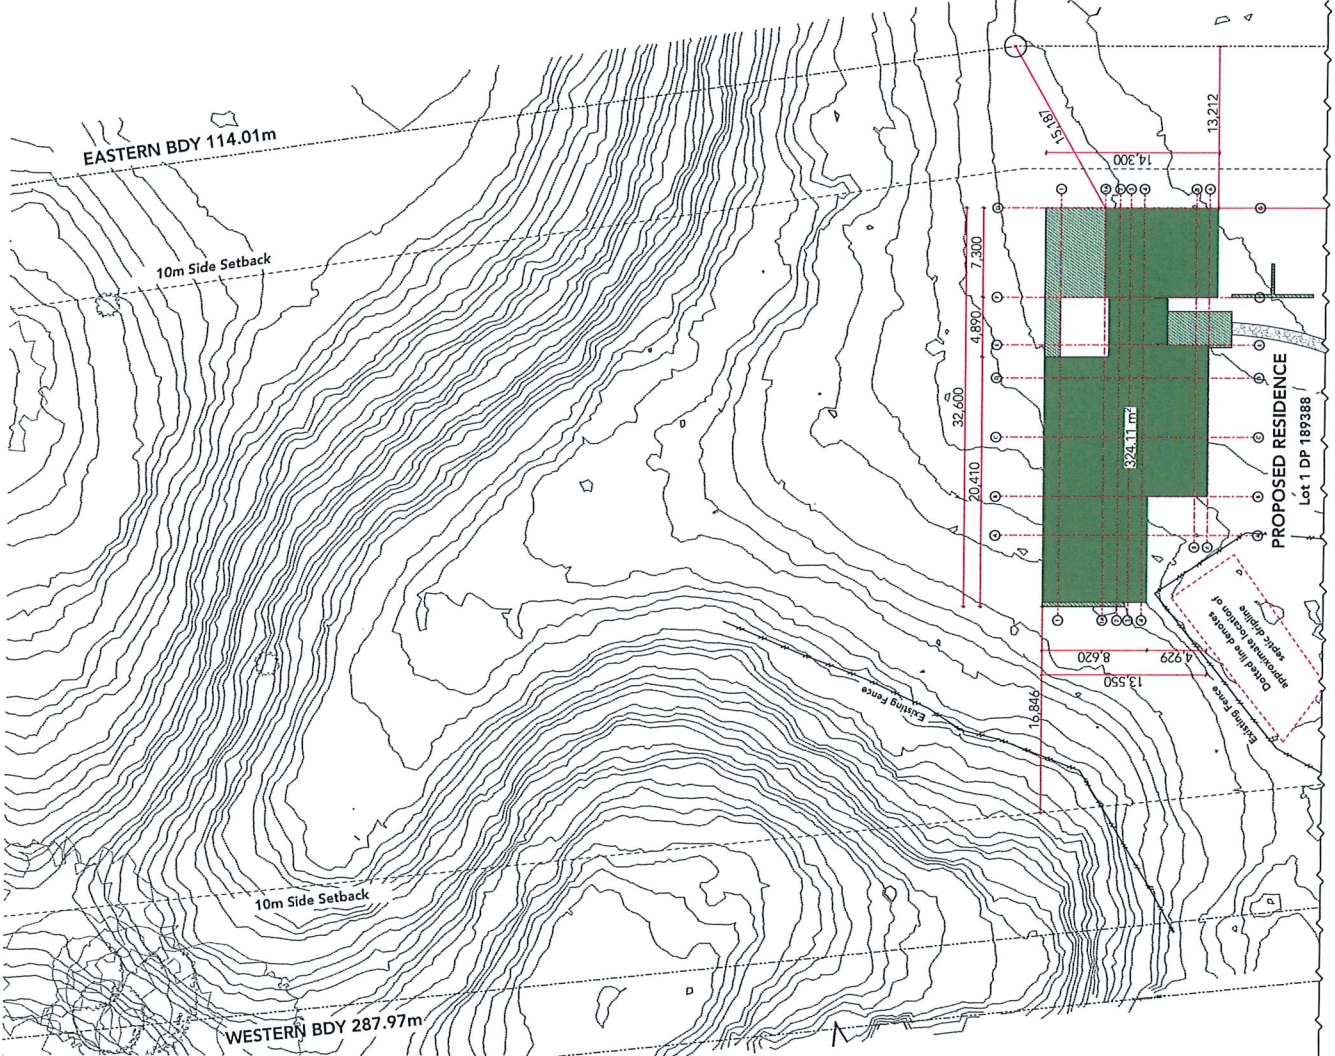 EASTERN BDY 114.01m
10m Side Setback
15,187
13,212
14,300
7,300
4,890
32,600
20,410
324.11 m²
PROPOSED RESIDENCE
Lot 1 DP 189388
Dotted line denotes
approximate location of
septic dripline
8,620
4,929
13,550
16,846
Existing Fence
Existing Fence
10m Side Setback
WESTERN BDY 287.97m